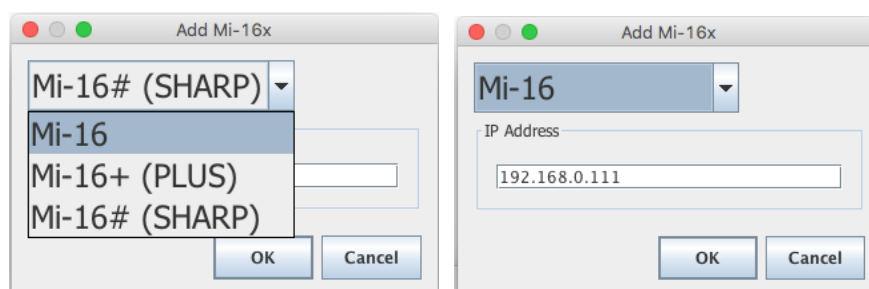 Add Mi-16x
Mi-16# (SHARP)
Mi-16
Mi-16+ (PLUS)
Mi-16# (SHARP)
OK
Cancel
Add Mi-16x
Mi-16
IP Address
192.168.0.111
OK
Cancel